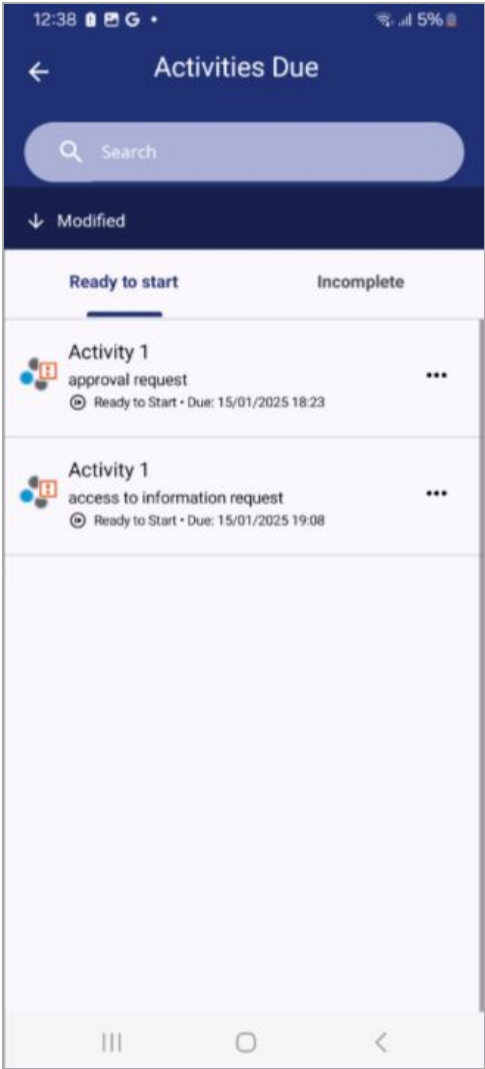 12:38 G •
5%
Activities Due
Search
Modified
Ready to start
Incomplete
Activity 1
approval request
Ready to Start • Due: 15/01/2025 18:23
Activity 1
access to information request
Ready to Start • Due: 15/01/2025 19:08